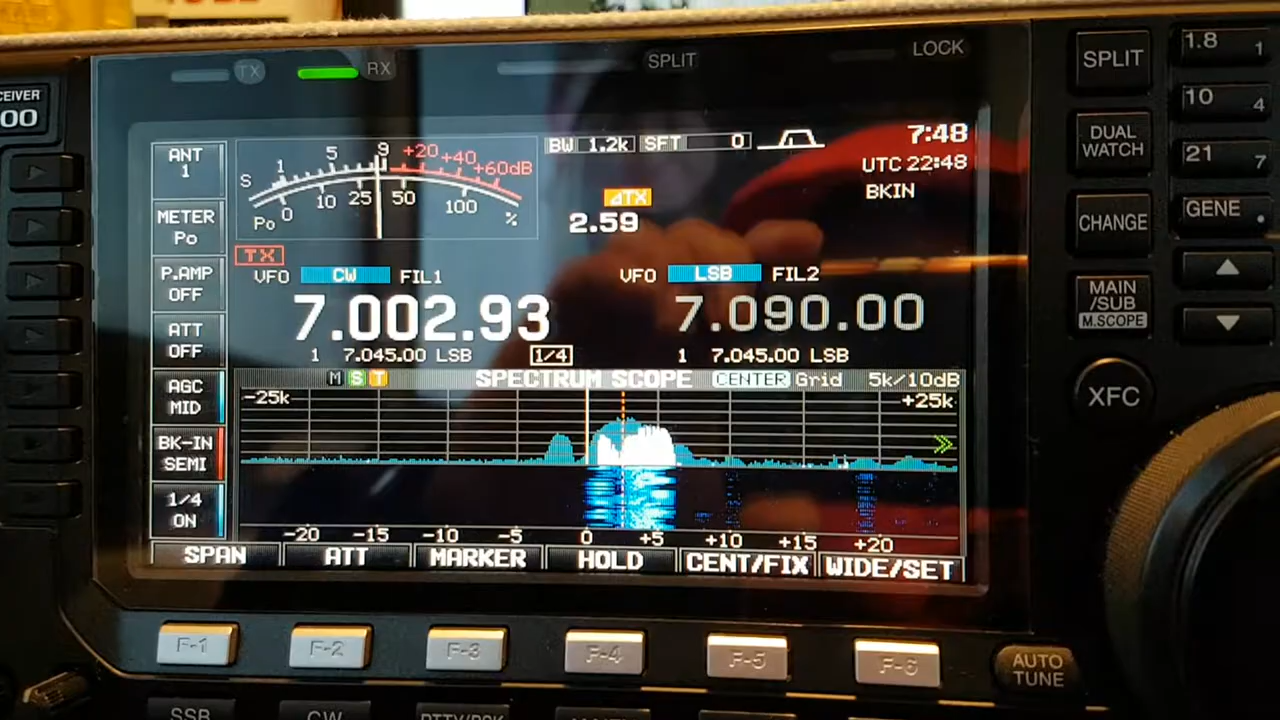 TX RX SPLIT LOCK
CEIVER
00
ANT
1
METER
Po
P.AMP
OFF
ATT
OFF
AGC
MID
BK-IN
SEMI
1/4
ON
S 1 5 9 +20 +40 +60dB
Po 0 10 25 50 100 %
BW 1.2k SFT 0
7:48
UTC 22:48
BKIN
ΔTX
2.59
TX
VFO CW FIL1
7.002.93
1 7.045.00 LSB 1/4
VFO LSB FIL2
7.090.00
1 7.045.00 LSB
M S T SPECTRUM SCOPE CENTER Grid 5k/10dB
-25k +25k
-20 -15 -10 -5 0 +5 +10 +15 +20
SPAN ATT MARKER HOLD CENT/FIX WIDE/SET
F-1 F-2 F-3 F-4 F-5 F-6
SPLIT
DUAL
WATCH
CHANGE
MAIN
/SUB
M.SCOPE
XFC
AUTO
TUNE
1.8 1
10 4
21 7
GENE .
SSB CW RTTY/PSK